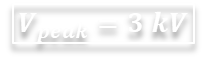 V_peak = 3 kV